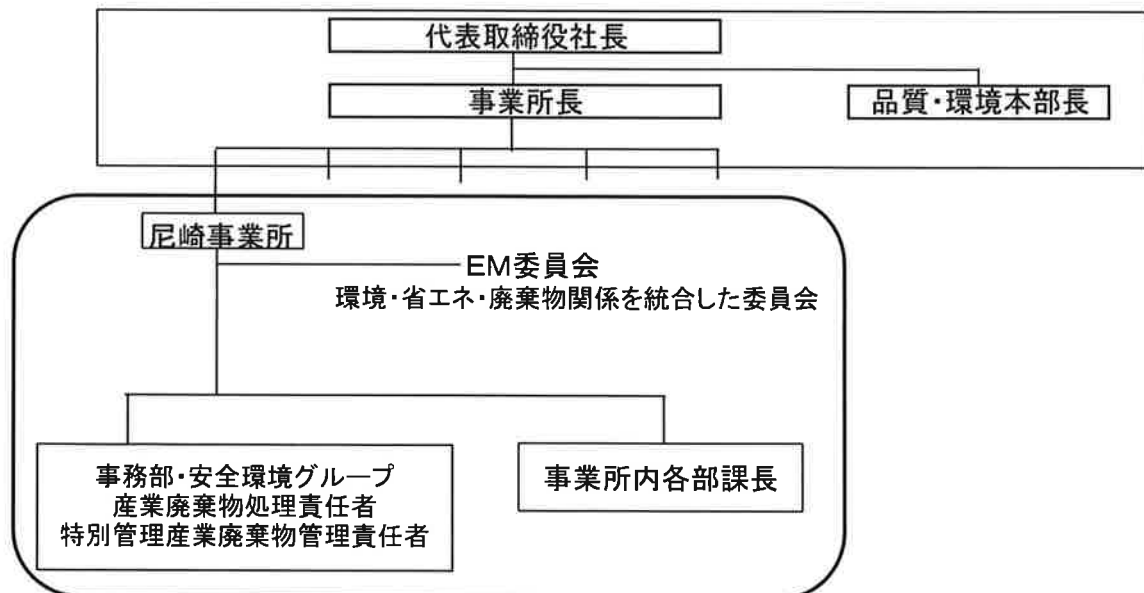 代表取締役社長
事業所長
品質・環境本部長
尼崎事業所
EM委員会
環境・省エネ・廃棄物関係を統合した委員会
事務部・安全環境グループ
産業廃棄物処理責任者
特別管理産業廃棄物管理責任者
事業所内各部課長